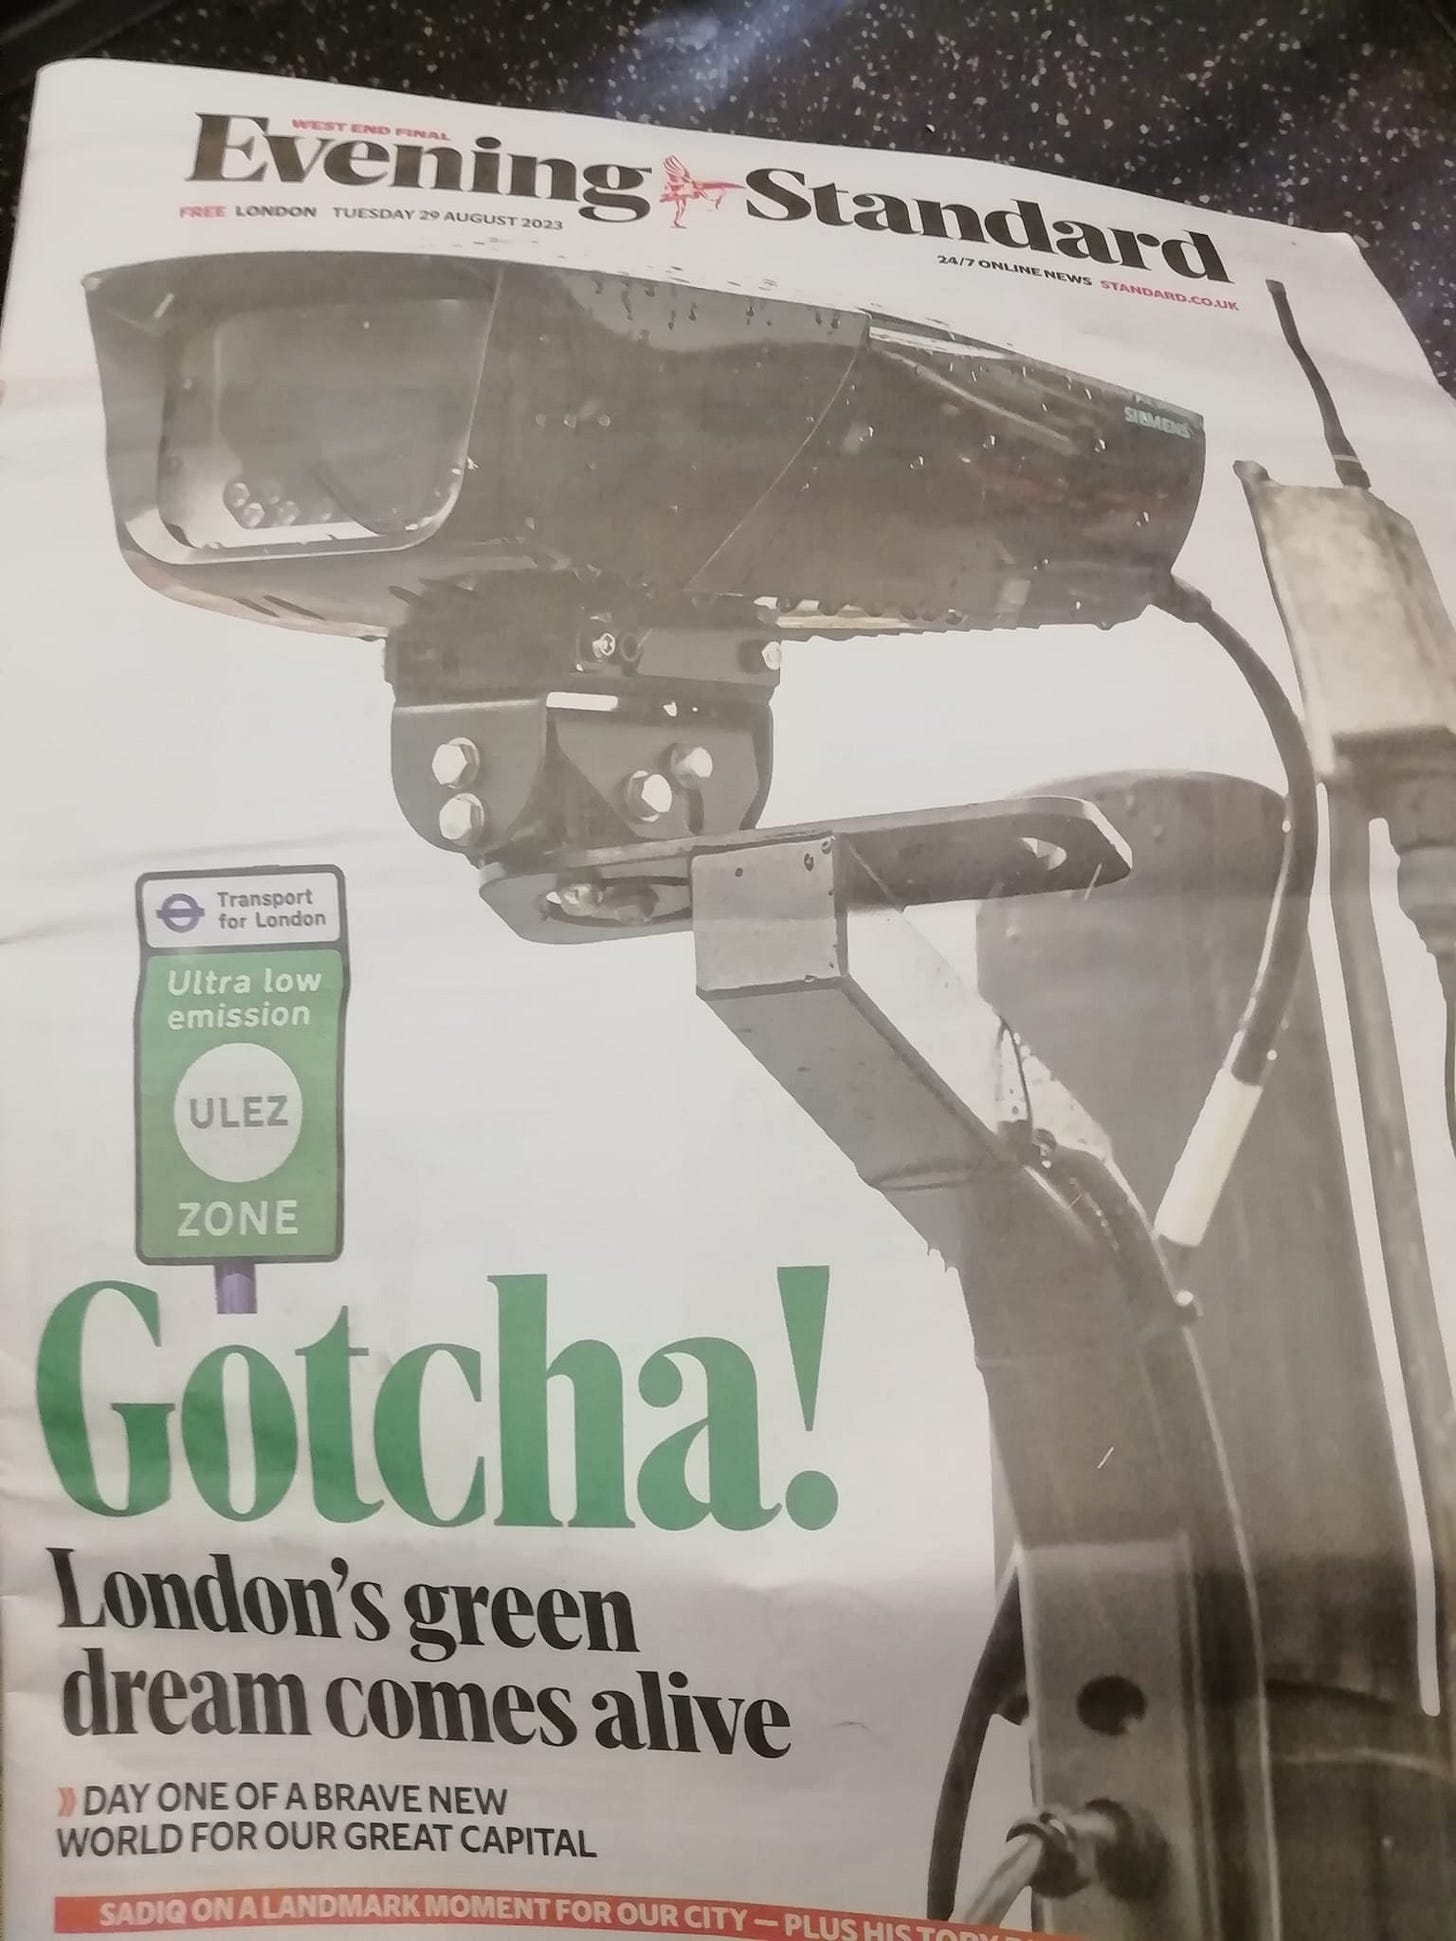 WEST END FINAL
Evening Standard
FREE LONDON TUESDAY 29 AUGUST 2023
24/7 ONLINE NEWS STANDARD.CO.UK
SIEMENS
Transport
for London
Ultra low
emission
ULEZ
ZONE
Gotcha!
London's green
dream comes alive
» DAY ONE OF A BRAVE NEW
WORLD FOR OUR GREAT CAPITAL
SADIQ ON A LANDMARK MOMENT FOR OUR CITY — PLUS HIS TORY